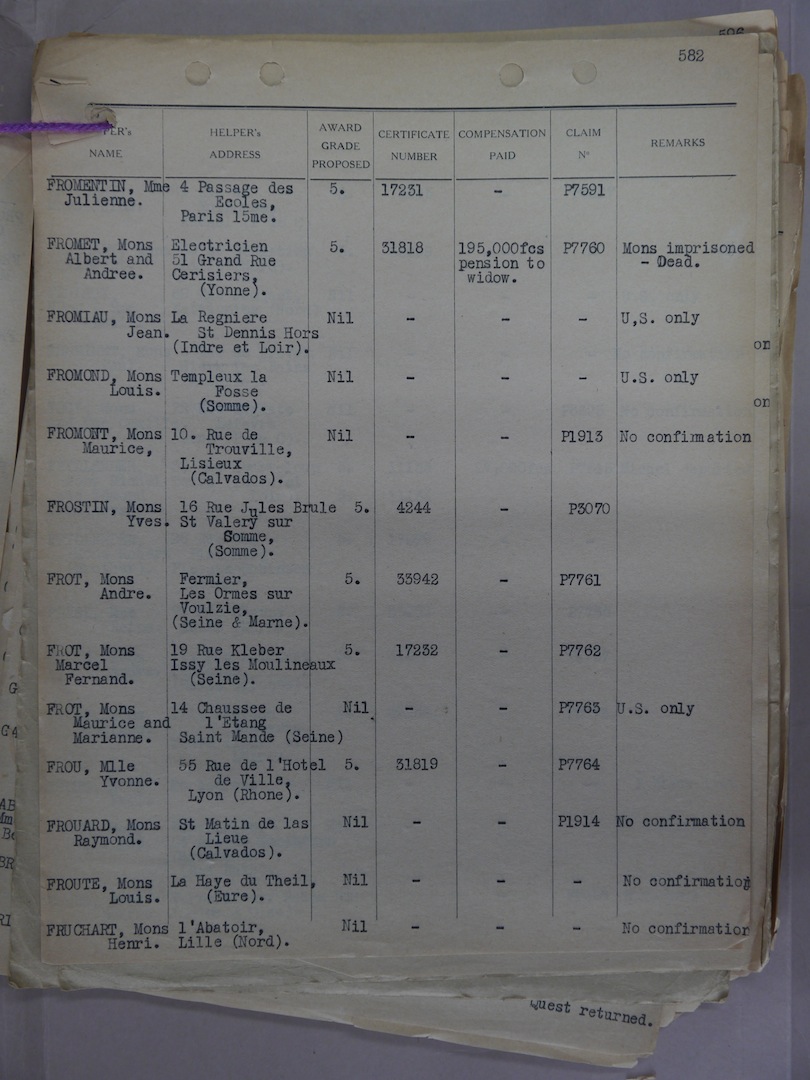 582
PER's NAME HELPER's ADDRESS AWARD GRADE PROPOSED CERTIFICATE NUMBER COMPENSATION PAID CLAIM Nº REMARKS
FROMENTIN, Mme 4 Passage des 5. 17231 - P7591
Julienne. Ecoles,
Paris 15me.
FROMET, Mons Electricien 5. 31818 195,000fcs P7760 Mons imprisoned
Albert and 51 Grand Rue pension to - Dead.
Andree. Cerisiers, widow.
(Yonne).
FROMIAU, Mons La Regniere Nil - - - U,S. only
Jean. St Dennis Hors
(Indre et Loir).
on
FROMOND, Mons Templeux la Nil - - - U.S. only
Louis. Fosse
(Somme).
on
FROMONT, Mons 10. Rue de Nil - - P1913 No confirmation
Maurice, Trouville,
Lisieux
(Calvados).
FROSTIN, Mons 16 Rue Jules Brule 5. 4244 - P3070
Yves. St Valery sur
Somme,
(Somme).
FROT, Mons Fermier, 5. 33942 - P7761
Andre. Les Ormes sur
Voulzie,
(Seine & Marne).
FROT, Mons 19 Rue Kleber 5. 17232 - P7762
Marcel Issy les Moulineaux
Fernand. (Seine).
FROT, Mons 14 Chaussee de Nil - - P7763 U.S. only
Maurice and l'Etang
Marianne. Saint Mande (Seine)
FROU, Mlle 55 Rue de l'Hotel 5. 31819 - P7764
Yvonne. de Ville,
Lyon (Rhone).
FROUARD, Mons St Matin de las Nil - - P1914 No confirmation
Raymond. Lieue
(Calvados).
FROUTE, Mons La Haye du Theil, Nil - - - No confirmation
Louis. (Eure).
FRUCHART, Mons l'Abatoir, Nil - - - No confirmation
Henri. Lille (Nord).
Quest returned.